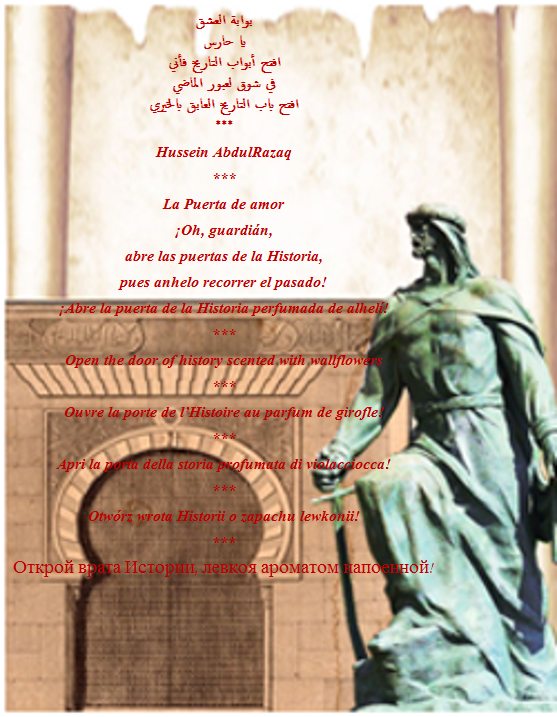 بوابة العشق
يا حارس
افتح أبواب التاريخ فأني
في شوق لعبور الماضي
افتح باب التاريخ العابق بالخيري
***
Hussein AbdulRazaq
***
La Puerta de amor
¡Oh, guardián,
abre las puertas de la Historia,
pues anhelo recorrer el pasado!
¡Abre la puerta de la Historia perfumada de alhelí!
***
Open the door of history scented with wallflowers
***
Ouvre la porte de l'Histoire au parfum de girofle!
***
Apri la porta della storia profumata di violacciocca!
***
Otwórz wrota Historii o zapachu lewkonii!
***
Открой врата Истории, левкоя ароматом напоенной!